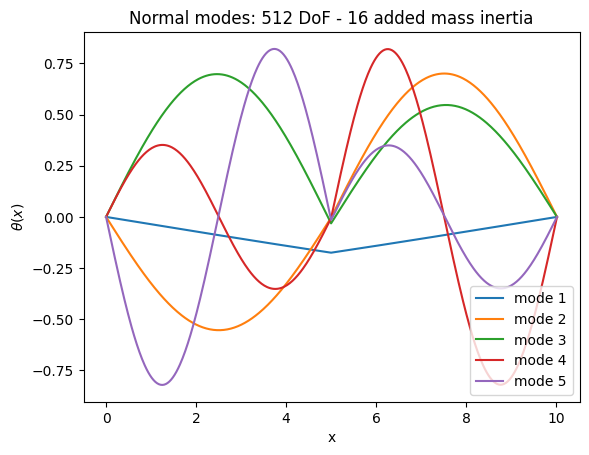 Normal modes: 512 DoF - 16 added mass inertia
θ(x)
0.75
0.50
0.25
0.00
−0.25
−0.50
−0.75
mode 1
mode 2
mode 3
mode 4
mode 5
0 2 4 6 8 10
x